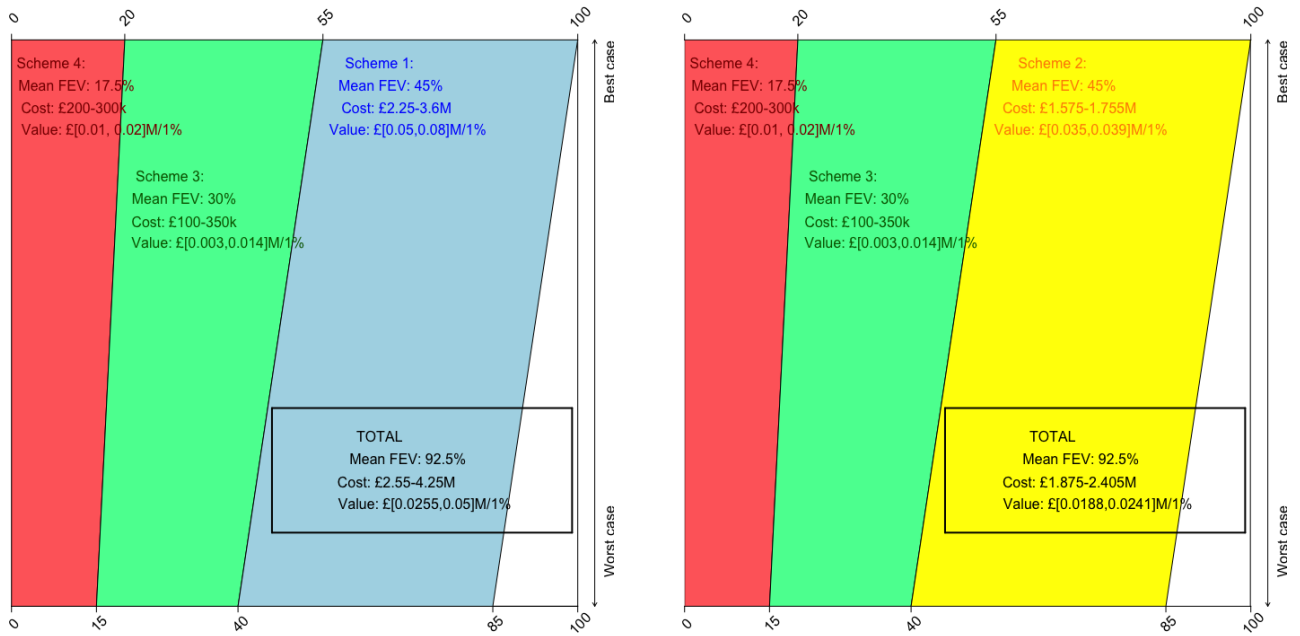 0
20
55
100
Scheme 4:
Mean FEV: 17.5%
Cost: £200-300k
Value: £[0.01, 0.02]M/1%
Scheme 1:
Mean FEV: 45%
Cost: £2.25-3.6M
Value: £[0.05,0.08]M/1%
Scheme 3:
Mean FEV: 30%
Cost: £100-350k
Value: £[0.003,0.014]M/1%
TOTAL
Mean FEV: 92.5%
Cost: £2.55-4.25M
Value: £[0.0255,0.05]M/1%
Best case
Worst case
0
15
40
85
100
0
20
55
100
Scheme 4:
Mean FEV: 17.5%
Cost: £200-300k
Value: £[0.01, 0.02]M/1%
Scheme 2:
Mean FEV: 45%
Cost: £1.575-1.755M
Value: £[0.035,0.039]M/1%
Scheme 3:
Mean FEV: 30%
Cost: £100-350k
Value: £[0.003,0.014]M/1%
TOTAL
Mean FEV: 92.5%
Cost: £1.875-2.405M
Value: £[0.0188,0.0241]M/1%
Best case
Worst case
0
15
40
85
100